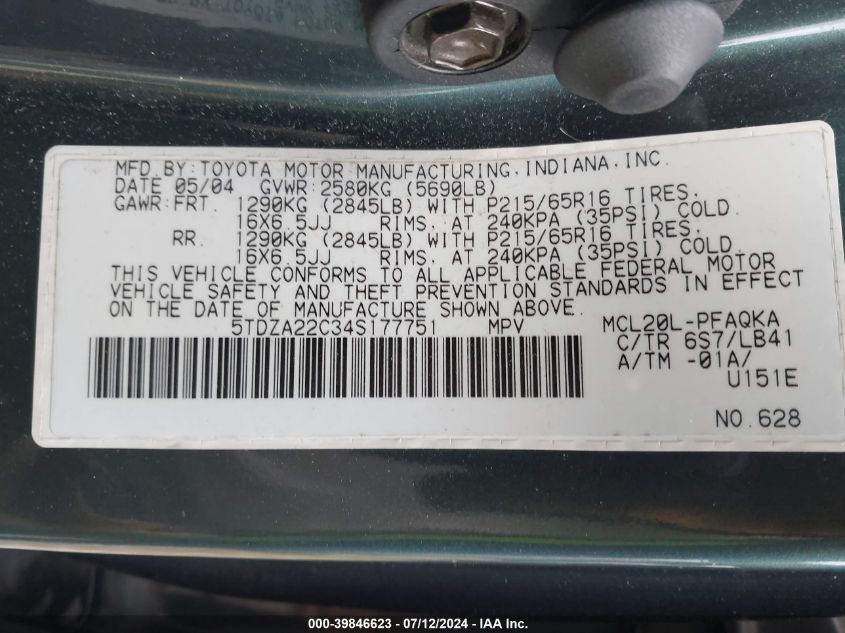 MFD.BY:TOYOTA MOTOR MANUFACTURING,INDIANA,INC.
DATE 05/04 GVWR:2580KG (5690LB)
GAWR:FRT. 1290KG (2845LB) WITH P215/65R16 TIRES,
16X6.5JJ RIMS. AT 240KPA (35PSI) COLD.
RR. 1290KG (2845LB) WITH P215/65R16 TIRES,
16X6.5JJ RIMS. AT 240KPA (35PSI) COLD.
THIS VEHICLE CONFORMS TO ALL APPLICABLE FEDERAL MOTOR
VEHICLE SAFETY AND THEFT PREVENTION STANDARDS IN EFFECT
ON THE DATE OF MANUFACTURE SHOWN ABOVE.
5TDZA22C34S177751 MPV MCL20L-PFAQKA
C/TR 6S7/LB41
A/TM -01A/
U151E
NO.628
000-39846623 - 07/12/2024 - IAA Inc.